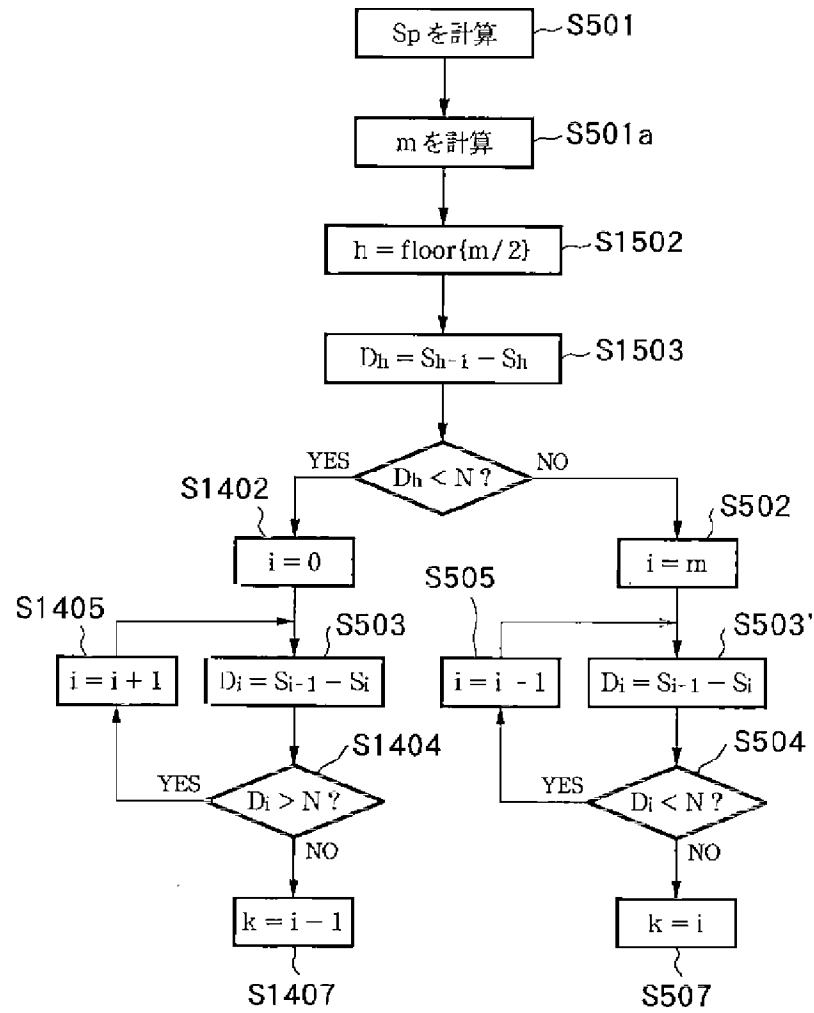 Spを計算
S501
mを計算
S501a
h = floor{m/2}
S1502
Dh = Sh-1 − Sh
S1503
Dh < N ?
YES
NO
S1402
i = 0
S502
i = m
S1405
i = i + 1
S503
Di = Si-1 − Si
S505
i = i - 1
S503'
Di = Si-1 − Si
S1404
Di > N ?
YES
NO
S504
Di < N ?
YES
NO
k = i − 1
S1407
k = i
S507